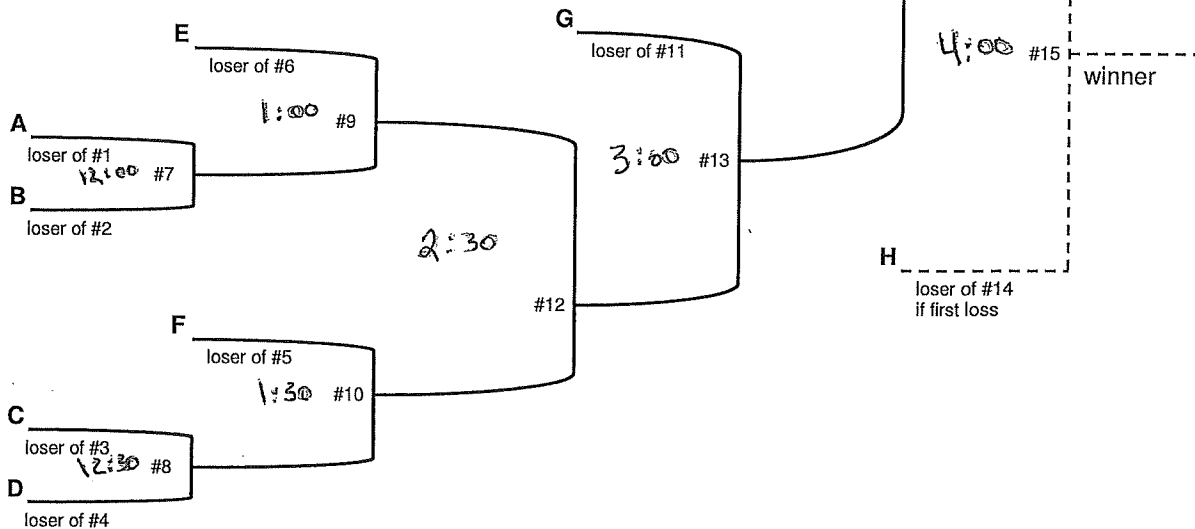 G
loser of #11
E
loser of #6
4:00 #15
winner
1:00 #9
A
loser of #1
12:00 #7
3:00 #13
B
loser of #2
2:30
H
loser of #14
if first loss
#12
F
loser of #5
1:30 #10
C
loser of #3
12:30 #8
D
loser of #4